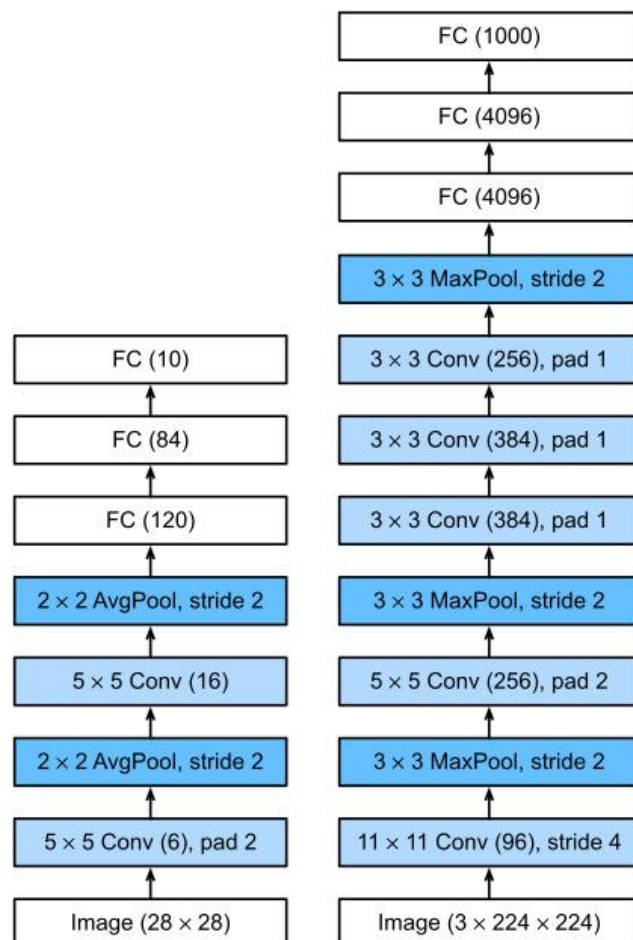 FC (10)
FC (84)
FC (120)
2 × 2 AvgPool, stride 2
5 × 5 Conv (16)
2 × 2 AvgPool, stride 2
5 × 5 Conv (6), pad 2
Image (28 × 28)
FC (1000)
FC (4096)
FC (4096)
3 × 3 MaxPool, stride 2
3 × 3 Conv (256), pad 1
3 × 3 Conv (384), pad 1
3 × 3 Conv (384), pad 1
3 × 3 MaxPool, stride 2
5 × 5 Conv (256), pad 2
3 × 3 MaxPool, stride 2
11 × 11 Conv (96), stride 4
Image (3 × 224 × 224)